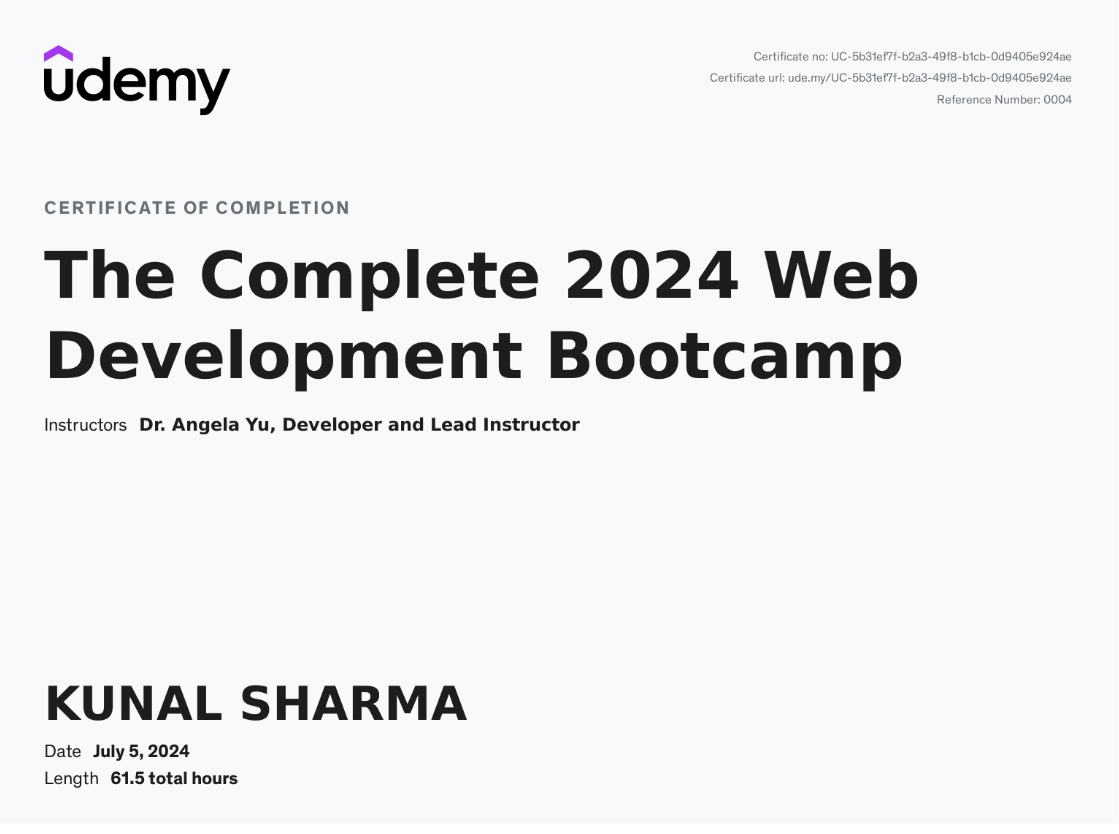 udemy
Certificate no: UC-5b31ef7f-b2a3-49f8-b1cb-0d9405e924ae
Certificate url: ude.my/UC-5b31ef7f-b2a3-49f8-b1cb-0d9405e924ae
Reference Number: 0004
CERTIFICATE OF COMPLETION
The Complete 2024 Web
Development Bootcamp
Instructors Dr. Angela Yu, Developer and Lead Instructor
KUNAL SHARMA
Date July 5, 2024
Length 61.5 total hours